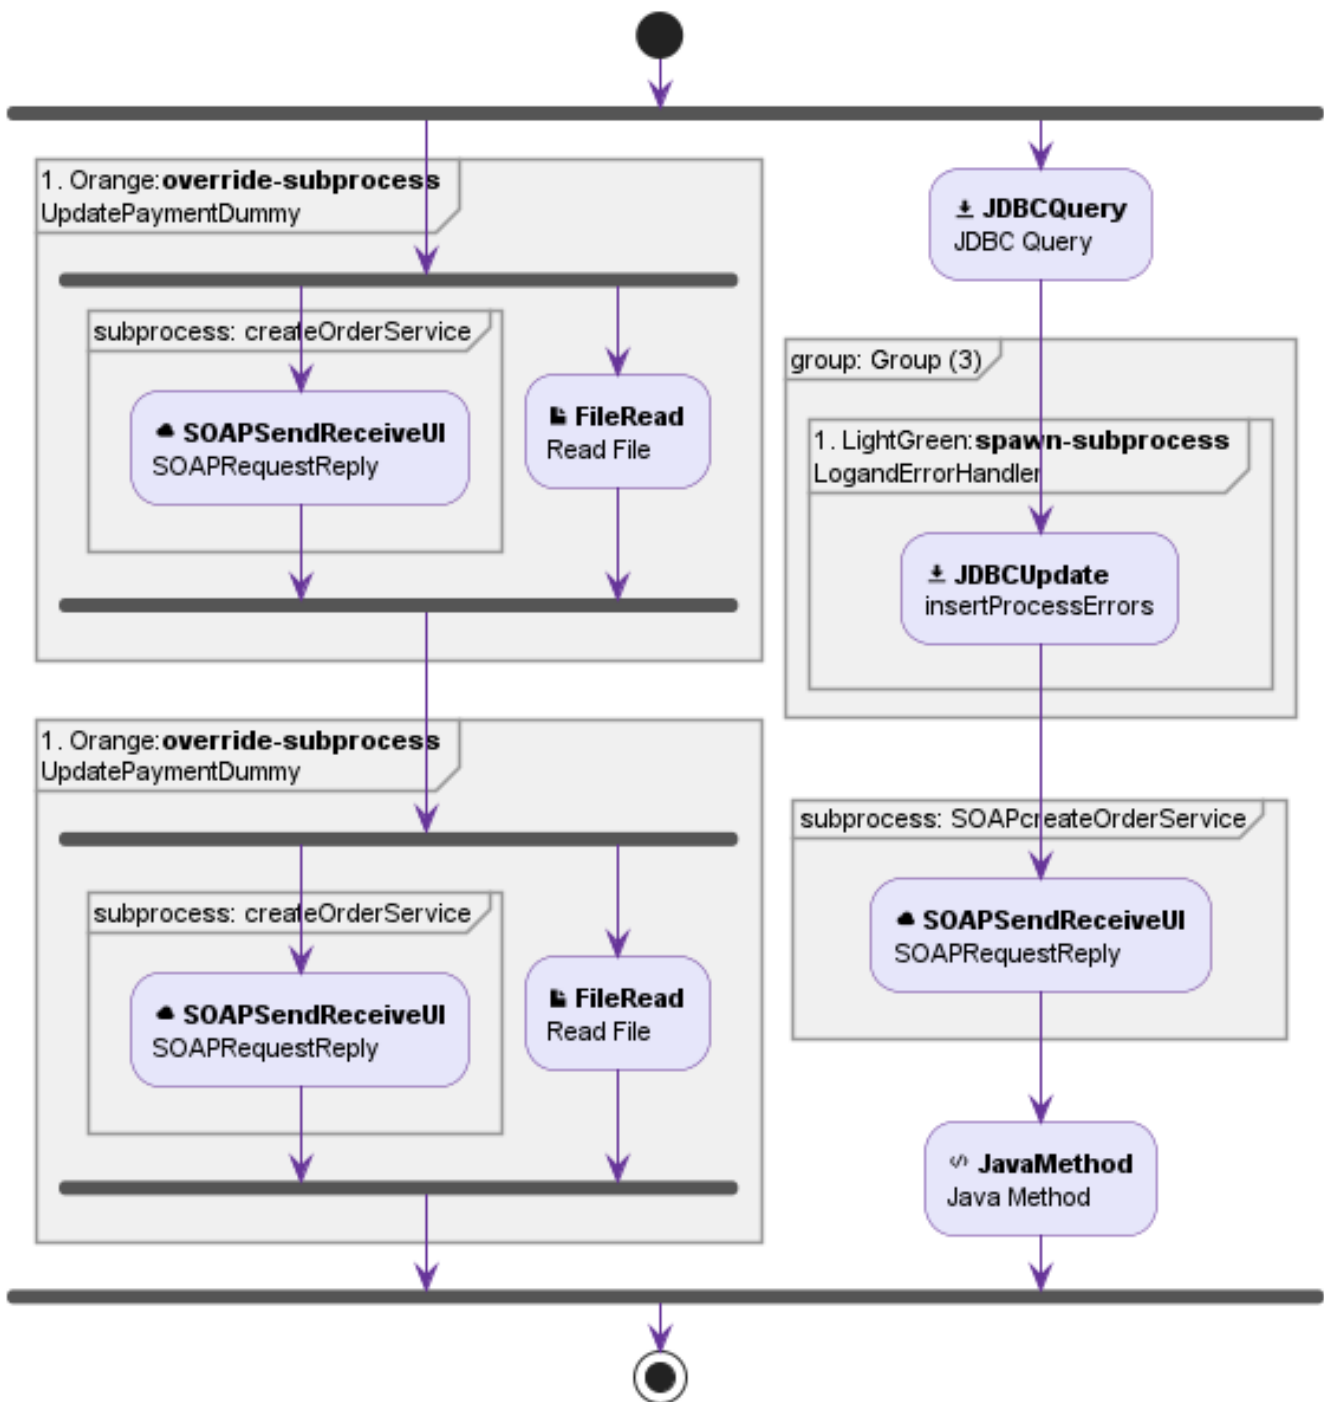 1. Orange:override-subprocess
UpdatePaymentDummy
subprocess: createOrderService
SOAPSendReceiveUI
SOAPRequestReply
FileRead
Read File
1. Orange:override-subprocess
UpdatePaymentDummy
subprocess: createOrderService
SOAPSendReceiveUI
SOAPRequestReply
FileRead
Read File
JDBCQuery
JDBC Query
group: Group (3)
1. LightGreen:spawn-subprocess
LogandErrorHandler
JDBCUpdate
insertProcessErrors
subprocess: SOAPcreateOrderService
SOAPSendReceiveUI
SOAPRequestReply
JavaMethod
Java Method